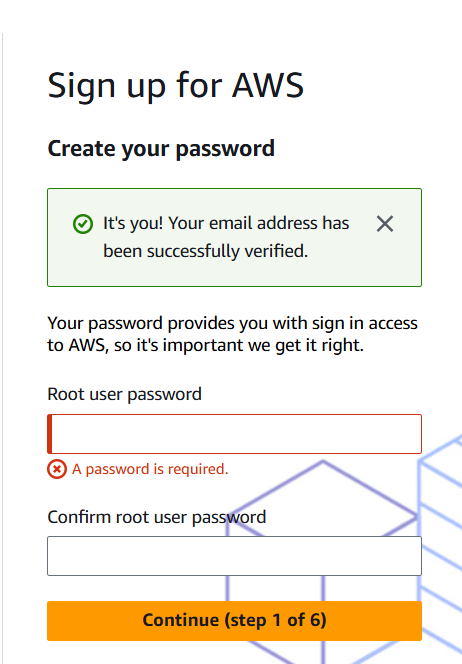 Sign up for AWS
Create your password
It's you! Your email address has
been successfully verified.
Your password provides you with sign in access
to AWS, so it's important we get it right.
Root user password
A password is required.
Confirm root user password
Continue (step 1 of 6)